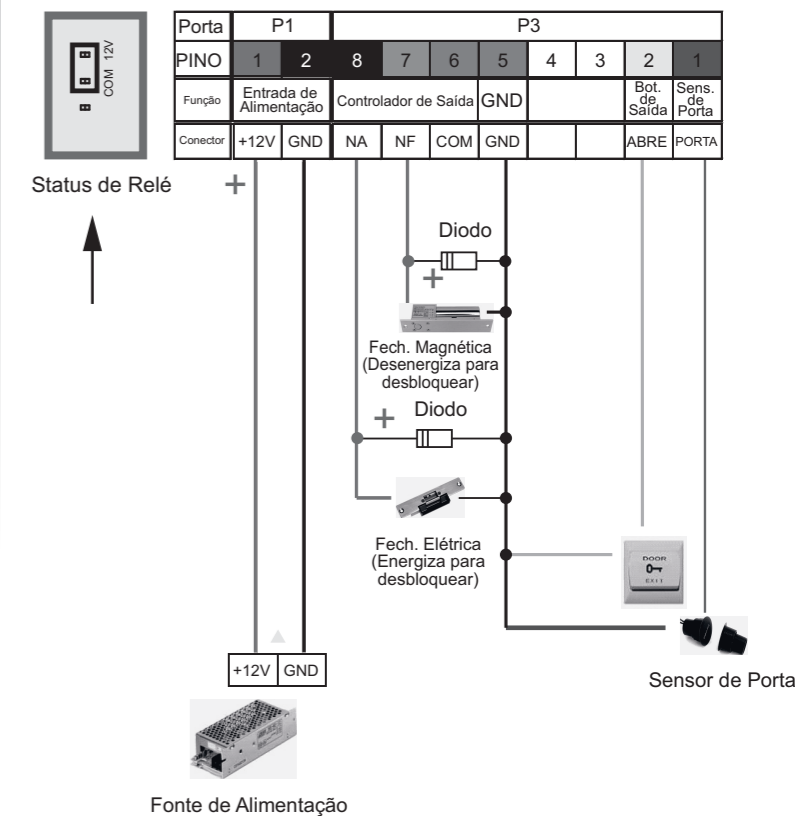 COM 12V
Porta P1 P3
PINO 1 2 8 7 6 5 4 3 2 1
Função Entrada de Alimentação Controlador de Saída GND Bot. de Saída Sens. de Porta
Conector +12V GND NA NF COM GND ABRE PORTA
Status de Relé
+
Diodo
+
Fech. Magnética
(Desenergiza para
desbloquear)
+ Diodo
Fech. Elétrica
(Energiza para
desbloquear)
DOOR
EXIT
+12V GND
Sensor de Porta
Fonte de Alimentação